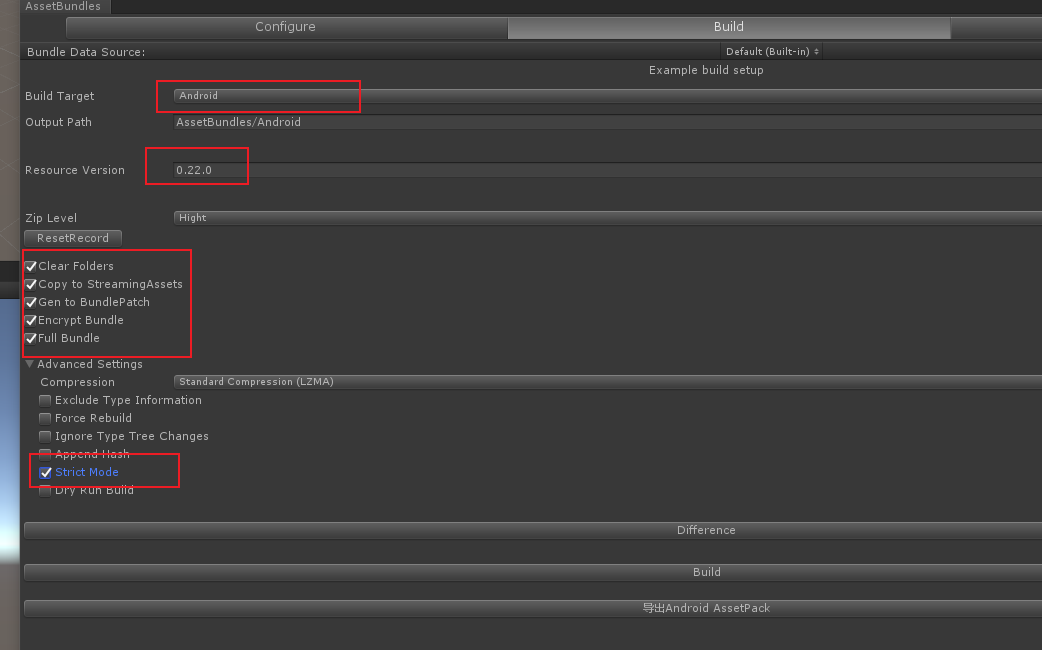 AssetBundles
Configure Build
Bundle Data Source: Default (Built-in)
Example build setup
Build Target Android
Output Path AssetBundles/Android
Resource Version 0.22.0
Zip Level Hight
ResetRecord
Clear Folders
Copy to StreamingAssets
Gen to BundlePatch
Encrypt Bundle
Full Bundle
Advanced Settings
Compression Standard Compression (LZMA)
Exclude Type Information
Force Rebuild
Ignore Type Tree Changes
Append Hash
Strict Mode
Dry Run Build
Difference
Build
导出Android AssetPack